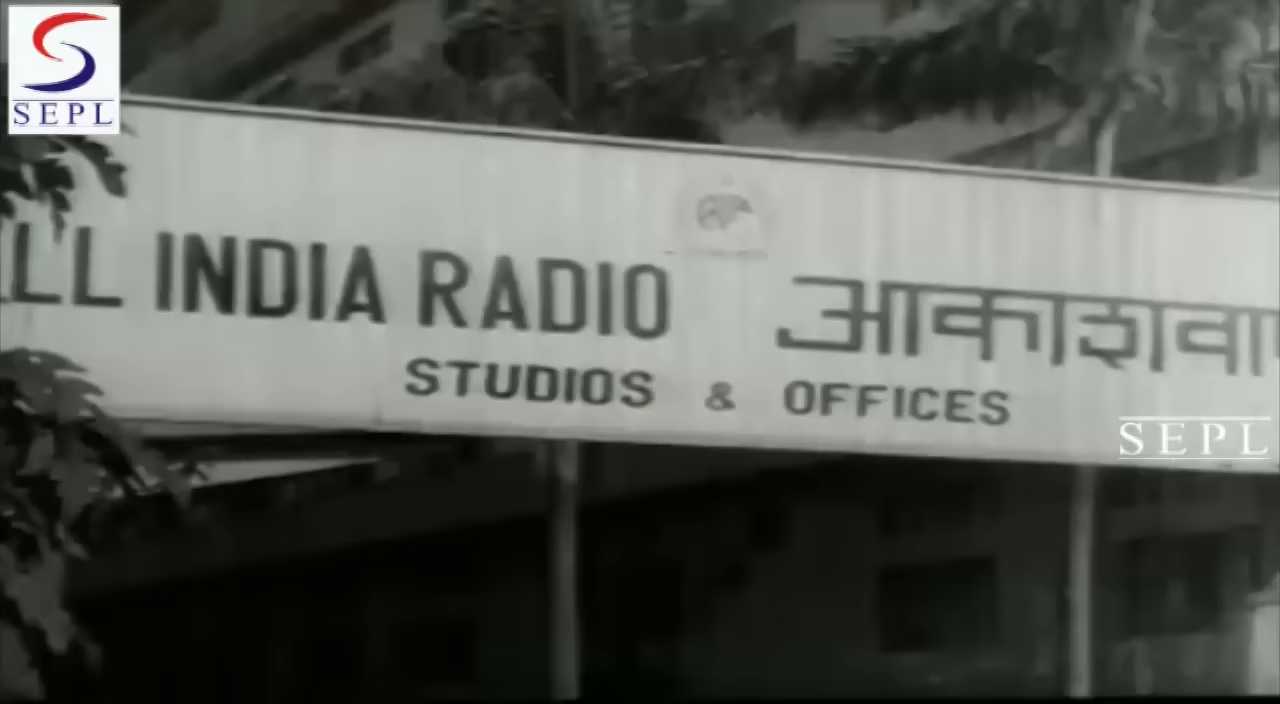 SEPL
LL INDIA RADIO आकाशवा
STUDIOS & OFFICES
SEPL